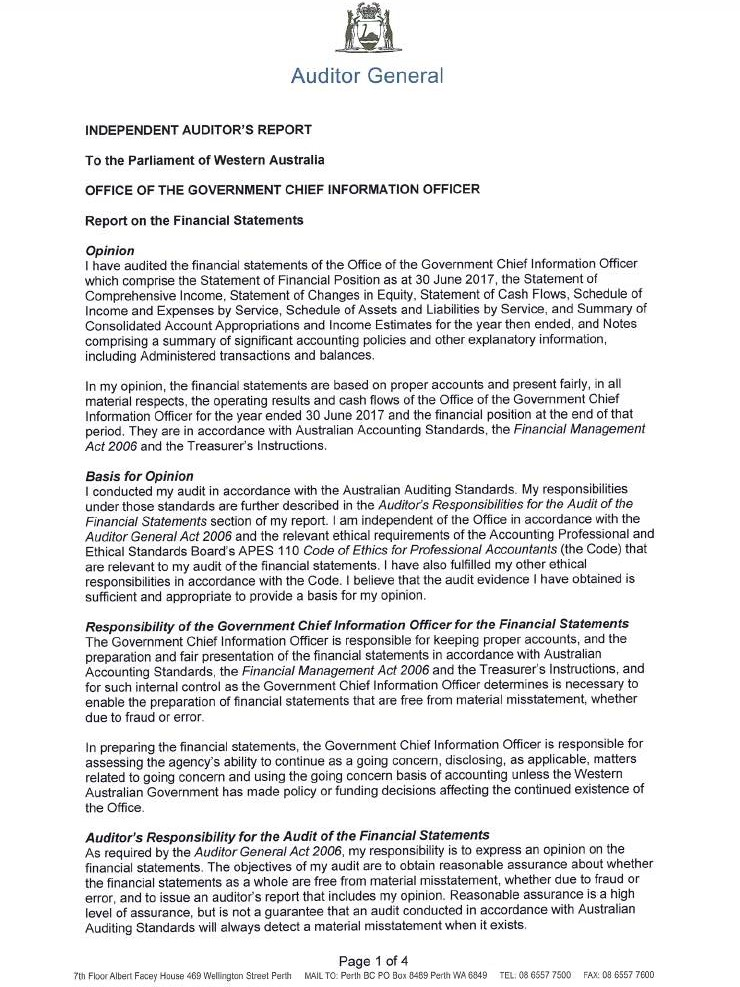 Auditor General
INDEPENDENT AUDITOR'S REPORT
To the Parliament of Western Australia
OFFICE OF THE GOVERNMENT CHIEF INFORMATION OFFICER
Report on the Financial Statements
Opinion
I have audited the financial statements of the Office of the Government Chief Information Officer
which comprise the Statement of Financial Position as at 30 June 2017, the Statement of
Comprehensive Income, Statement of Changes in Equity, Statement of Cash Flows, Schedule of
Income and Expenses by Service, Schedule of Assets and Liabilities by Service, and Summary of
Consolidated Account Appropriations and Income Estimates for the year then ended, and Notes
comprising a summary of significant accounting policies and other explanatory information,
including Administered transactions and balances.
In my opinion, the financial statements are based on proper accounts and present fairly, in all
material respects, the operating results and cash flows of the Office of the Government Chief
Information Officer for the year ended 30 June 2017 and the financial position at the end of that
period. They are in accordance with Australian Accounting Standards, the Financial Management
Act 2006 and the Treasurer's Instructions.
Basis for Opinion
I conducted my audit in accordance with the Australian Auditing Standards. My responsibilities
under those standards are further described in the Auditor's Responsibilities for the Audit of the
Financial Statements section of my report. I am independent of the Office in accordance with the
Auditor General Act 2006 and the relevant ethical requirements of the Accounting Professional and
Ethical Standards Board's APES 110 Code of Ethics for Professional Accountants (the Code) that
are relevant to my audit of the financial statements. I have also fulfilled my other ethical
responsibilities in accordance with the Code. I believe that the audit evidence I have obtained is
sufficient and appropriate to provide a basis for my opinion.
Responsibility of the Government Chief Information Officer for the Financial Statements
The Government Chief Information Officer is responsible for keeping proper accounts, and the
preparation and fair presentation of the financial statements in accordance with Australian
Accounting Standards, the Financial Management Act 2006 and the Treasurer's Instructions, and
for such internal control as the Government Chief Information Officer determines is necessary to
enable the preparation of financial statements that are free from material misstatement, whether
due to fraud or error.
In preparing the financial statements, the Government Chief Information Officer is responsible for
assessing the agency's ability to continue as a going concern, disclosing, as applicable, matters
related to going concern and using the going concern basis of accounting unless the Western
Australian Government has made policy or funding decisions affecting the continued existence of
the Office.
Auditor's Responsibility for the Audit of the Financial Statements
As required by the Auditor General Act 2006, my responsibility is to express an opinion on the
financial statements. The objectives of my audit are to obtain reasonable assurance about whether
the financial statements as a whole are free from material misstatement, whether due to fraud or
error, and to issue an auditor's report that includes my opinion. Reasonable assurance is a high
level of assurance, but is not a guarantee that an audit conducted in accordance with Australian
Auditing Standards will always detect a material misstatement when it exists.
Page 1 of 4
7th Floor Albert Facey House 469 Wellington Street Perth MAIL TO: Perth BC PO Box 8489 Perth WA 6849 TEL: 08 6557 7500 FAX: 08 6557 7600